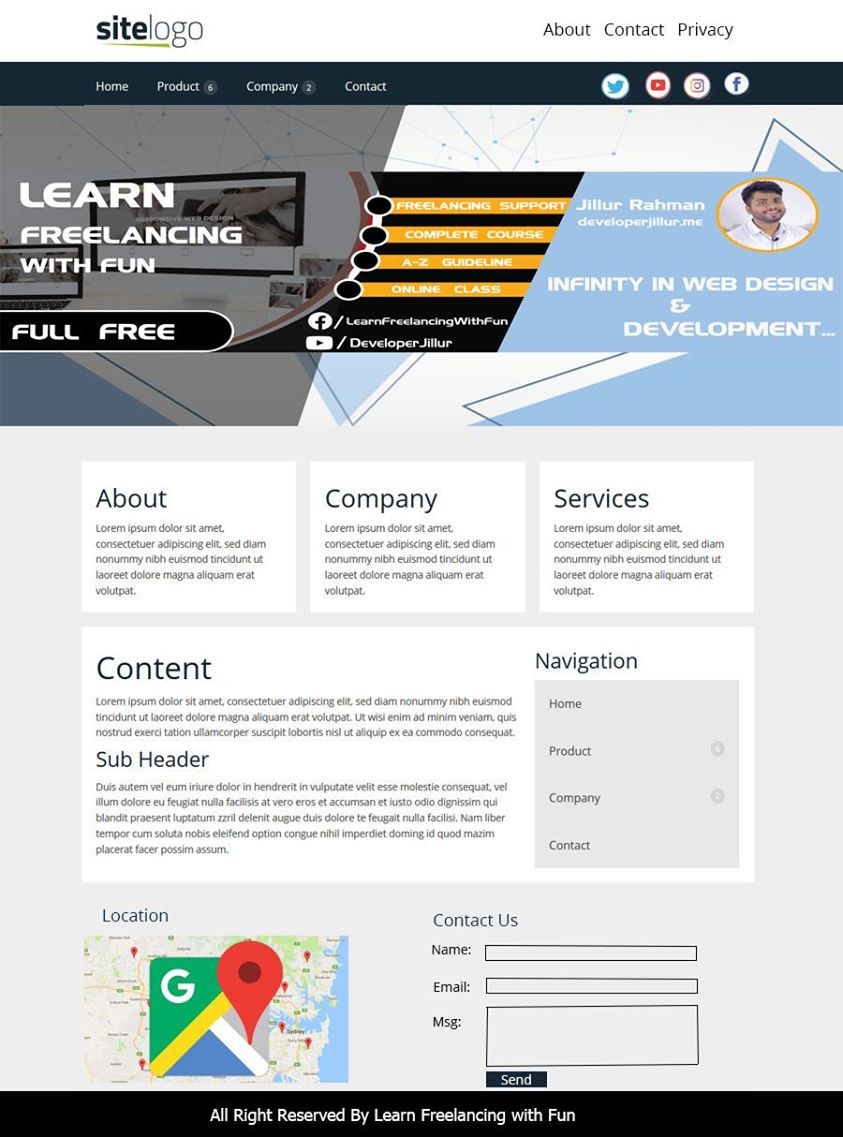 sitelogo
About Contact Privacy
Home Product 6 Company 2 Contact
LEARN
FREELANCING
WITH FUN
FULL FREE
RESPONSIVE WEB DESIGN
FREELANCING SUPPORT
COMPLETE COURSE
A-Z GUIDELINE
ONLINE CLASS
/LearnFreelancingWithFun
/ DeveloperJillur
Jillur Rahman
developerjillur.me
INFINITY IN WEB DESIGN
&
DEVELOPMENT...
About
Lorem ipsum dolor sit amet,
consectetuer adipiscing elit, sed diam
nonummy nibh euismod tincidunt ut
laoreet dolore magna aliquam erat
volutpat.
Company
Lorem ipsum dolor sit amet,
consectetuer adipiscing elit, sed diam
nonummy nibh euismod tincidunt ut
laoreet dolore magna aliquam erat
volutpat.
Services
Lorem ipsum dolor sit amet,
consectetuer adipiscing elit, sed diam
nonummy nibh euismod tincidunt ut
laoreet dolore magna aliquam erat
volutpat.
Content
Lorem ipsum dolor sit amet, consectetuer adipiscing elit, sed diam nonummy nibh euismod
tincidunt ut laoreet dolore magna aliquam erat volutpat. Ut wisi enim ad minim veniam, quis
nostrud exerci tation ullamcorper suscipit lobortis nisl ut aliquip ex ea commodo consequat.
Sub Header
Duis autem vel eum iriure dolor in hendrerit in vulputate velit esse molestie consequat, vel
illum dolore eu feugiat nulla facilisis at vero eros et accumsan et iusto odio dignissim qui
blandit praesent luptatum zzril delenit augue duis dolore te feugait nulla facilisi. Nam liber
tempor cum soluta nobis eleifend option congue nihil imperdiet doming id quod mazim
placerat facer possim assum.
Navigation
Home
Product
Company 2
Contact
Location
G
Sydney
Contact Us
Name:
Email:
Msg:
Send
All Right Reserved By Learn Freelancing with Fun